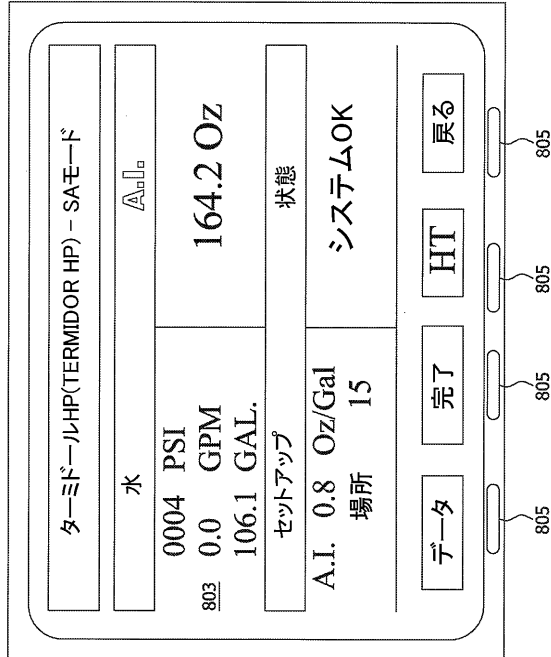 ターミドールHP(TERMIDOR HP) - SAモード
水 A.I.
0004 PSI
0.0 GPM
106.1 GAL.
164.2 Oz
セットアップ 状態
A.I. 0.8 Oz/Gal
場所 15
システムOK
データ 完了 HT 戻る
803
805 805 805 805